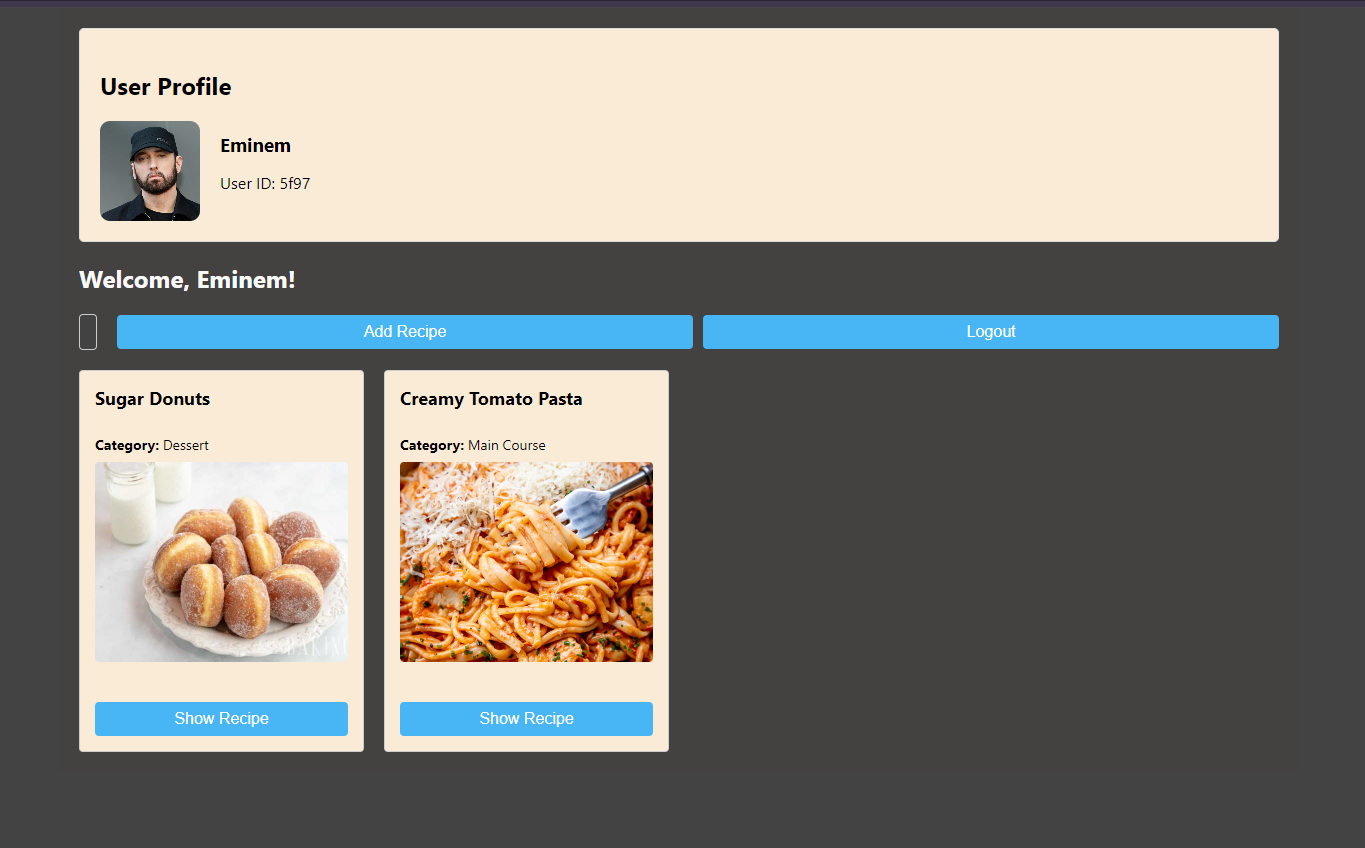 User Profile
Eminem
User ID: 5f97
Welcome, Eminem!
Add Recipe
Logout
Sugar Donuts
Category: Dessert
Show Recipe
Creamy Tomato Pasta
Category: Main Course
Show Recipe